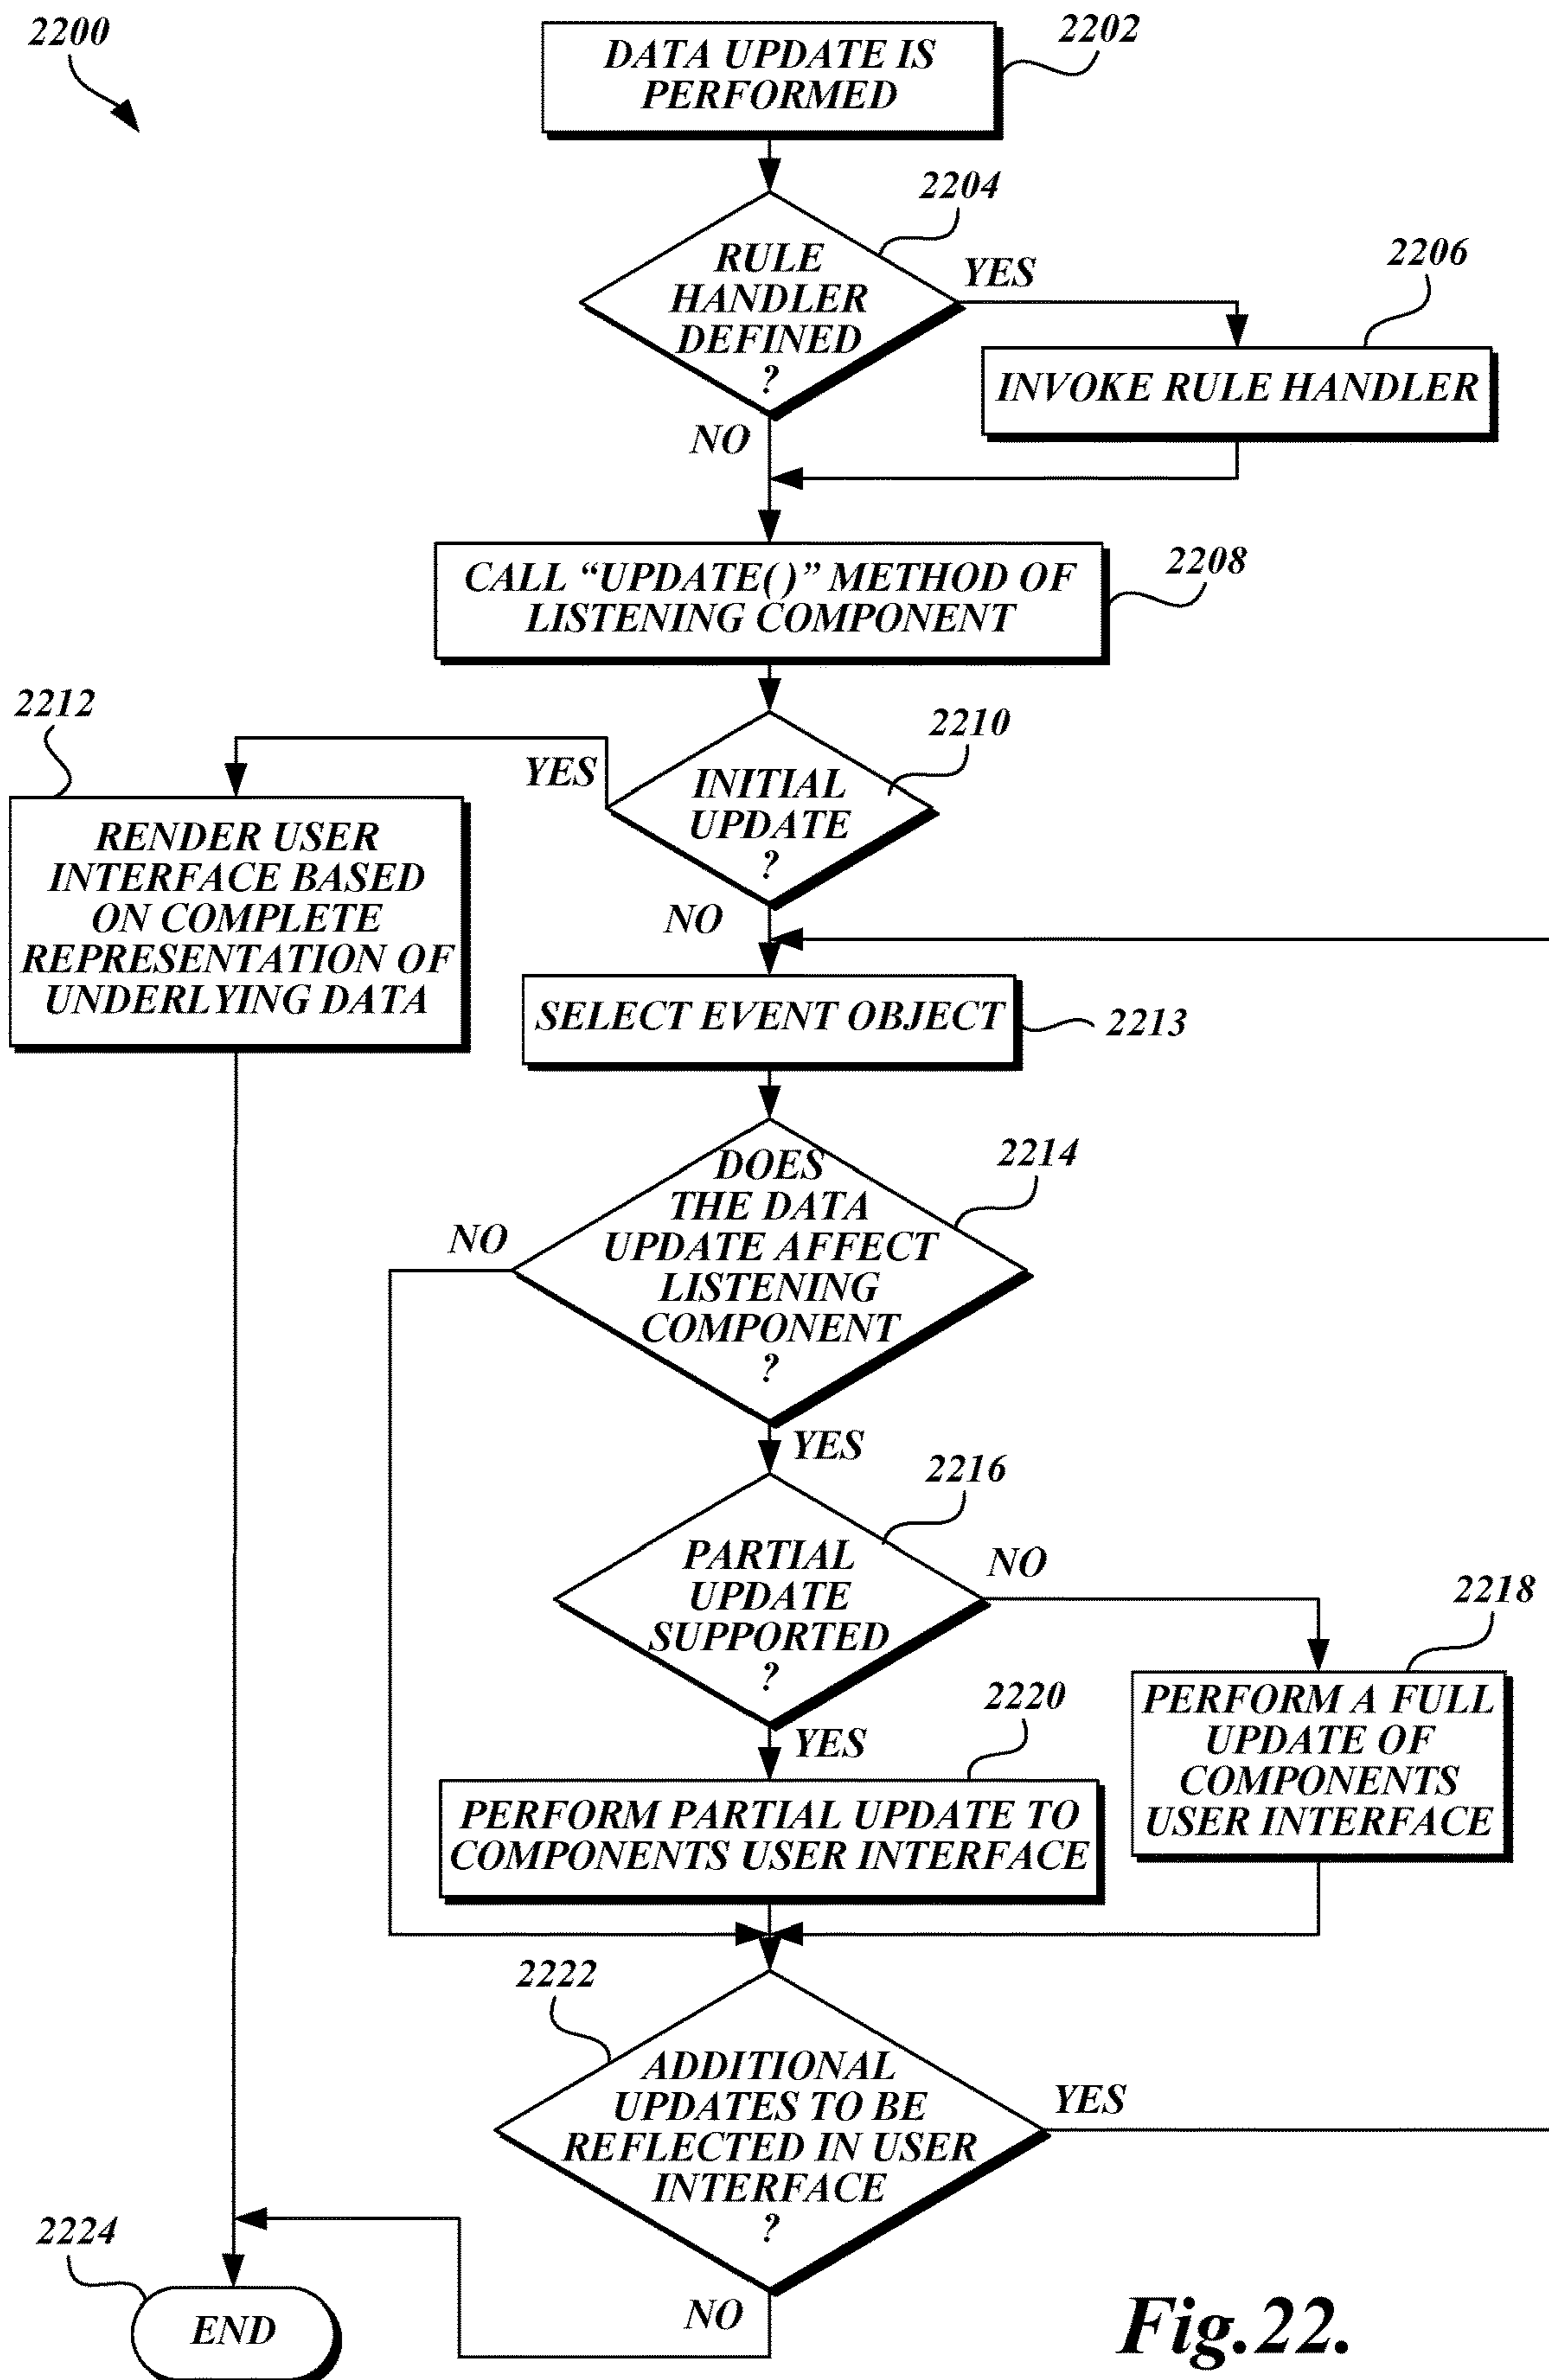 2200
2202
DATA UPDATE IS
PERFORMED
2204
RULE
HANDLER
DEFINED
?
YES
2206
INVOKE RULE HANDLER
NO
2208
CALL “UPDATE( )” METHOD OF
LISTENING COMPONENT
2212
2210
YES
INITIAL
UPDATE
?
RENDER USER
INTERFACE BASED
ON COMPLETE
REPRESENTATION OF
UNDERLYING DATA
NO
SELECT EVENT OBJECT
2213
2214
DOES
THE DATA
UPDATE AFFECT
LISTENING
COMPONENT
?
NO
YES
2216
PARTIAL
UPDATE
SUPPORTED
?
NO
2218
PERFORM A FULL
UPDATE OF
COMPONENTS
USER INTERFACE
YES
2220
PERFORM PARTIAL UPDATE TO
COMPONENTS USER INTERFACE
2222
ADDITIONAL
UPDATES TO BE
REFLECTED IN USER
INTERFACE
?
YES
2224
END
NO
Fig.22.